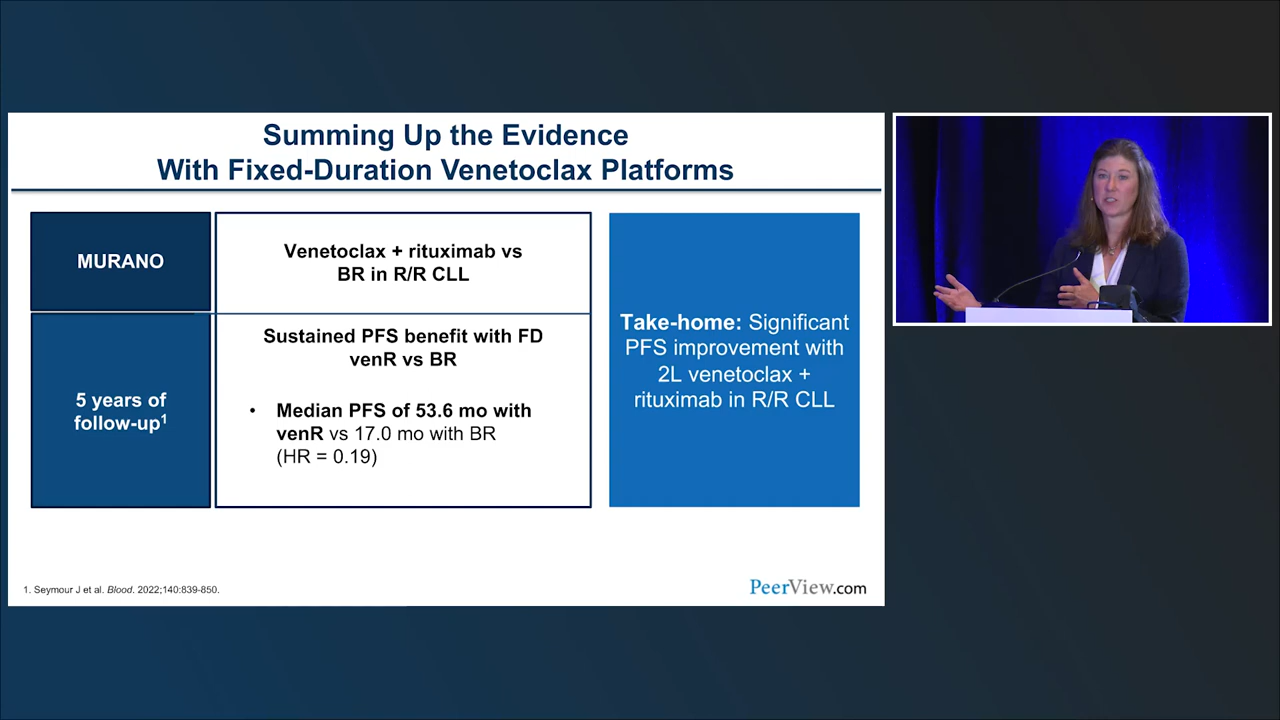 Summing Up the Evidence
With Fixed-Duration Venetoclax Platforms
MURANO
Venetoclax + rituximab vs
BR in R/R CLL
5 years of
follow-up1
Sustained PFS benefit with FD
venR vs BR
• Median PFS of 53.6 mo with
venR vs 17.0 mo with BR
(HR = 0.19)
Take-home: Significant
PFS improvement with
2L venetoclax +
rituximab in R/R CLL
1. Seymour J et al. Blood. 2022;140:839-850.
PeerView.com